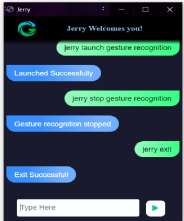 Jerry
Jerry Welcomes you!
jerry launch gesture recognition
Launched Successfully
jerry stop gesture recognition
Gesture recognition stopped
jerry exit
Exit Successfull
Type Here